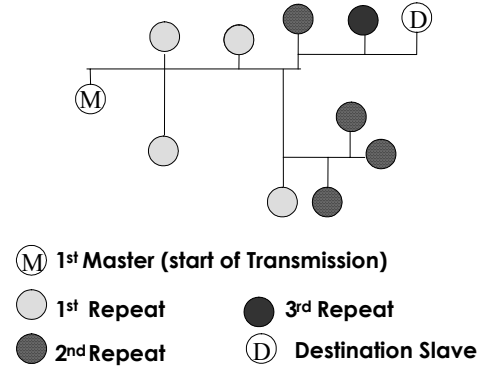 D
M
M 1st Master (start of Transmission)
1st Repeat
3rd Repeat
2nd Repeat
D Destination Slave